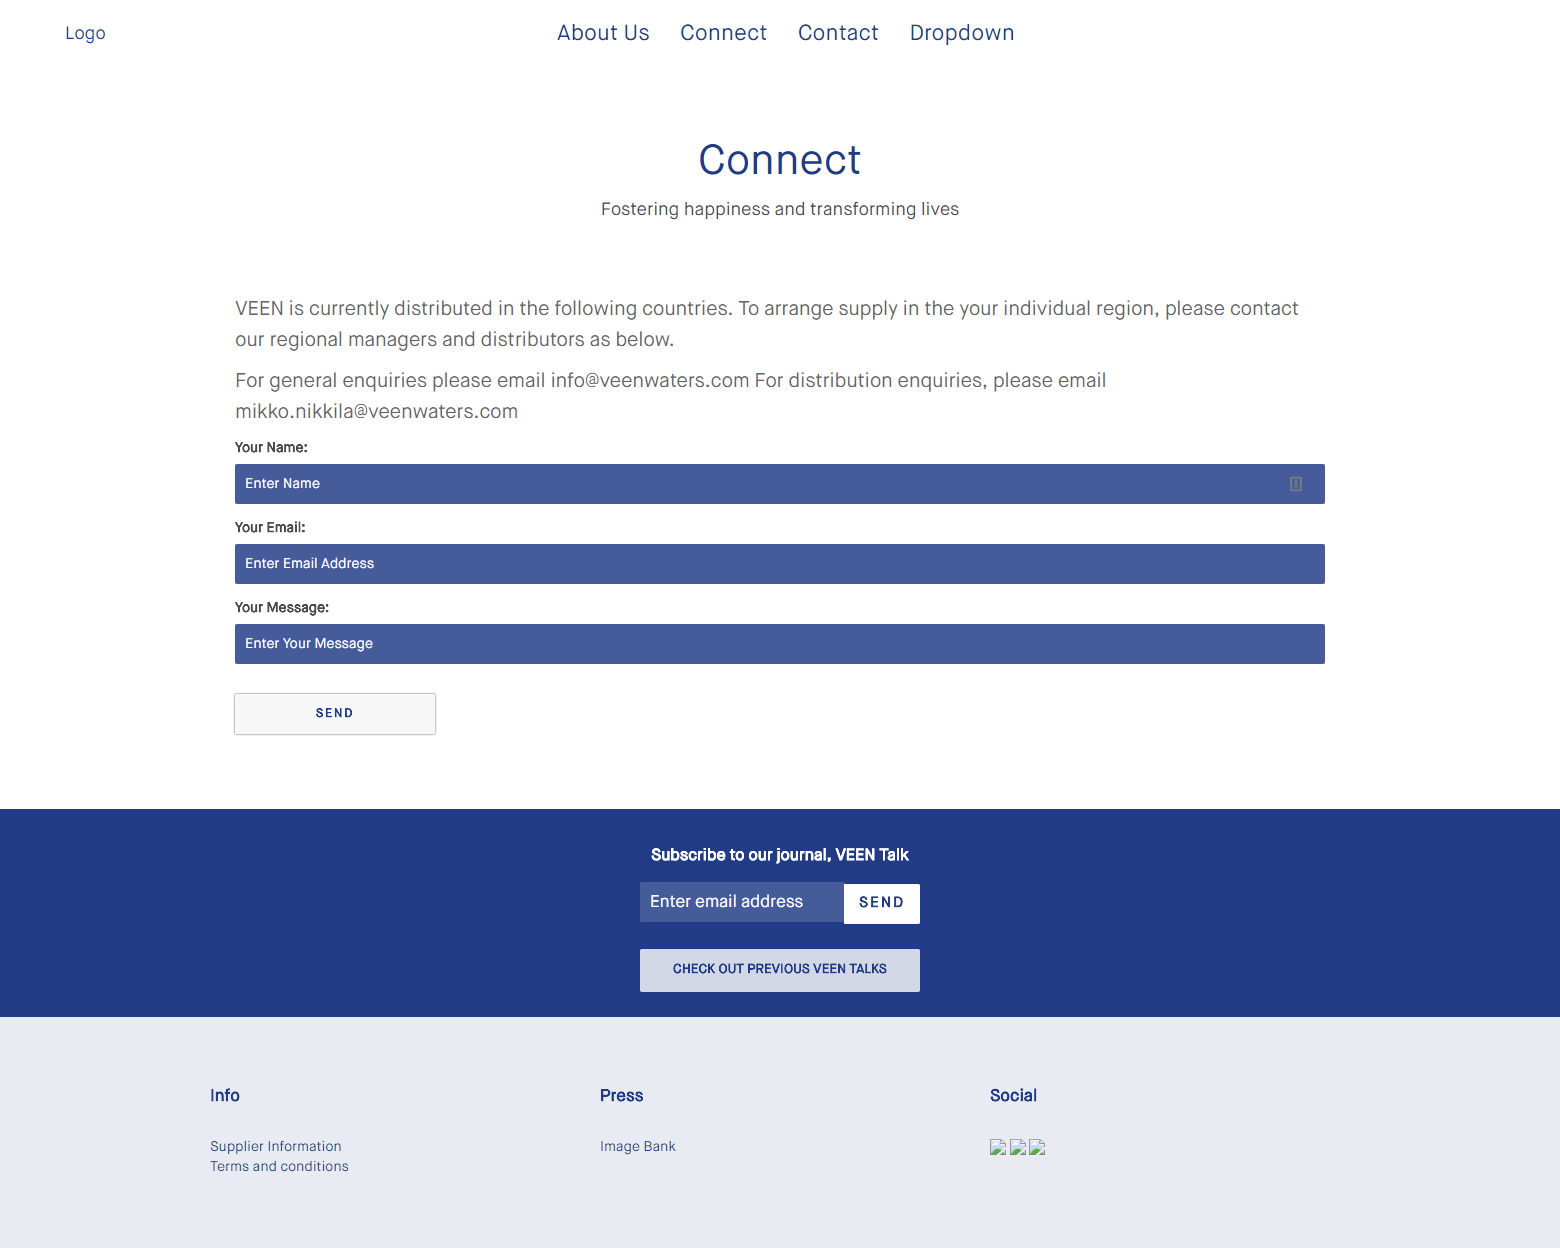 Logo
About Us Connect Contact Dropdown
Connect
Fostering happiness and transforming lives
VEEN is currently distributed in the following countries. To arrange supply in the your individual region, please contact
our regional managers and distributors as below.
For general enquiries please email info@veenwaters.com For distribution enquiries, please email
mikko.nikkila@veenwaters.com
Your Name:
Enter Name
Your Email:
Enter Email Address
Your Message:
Enter Your Message
SEND
Subscribe to our journal, VEEN Talk
Enter email address SEND
CHECK OUT PREVIOUS VEEN TALKS
Info Press Social
Supplier Information Image Bank
Terms and conditions